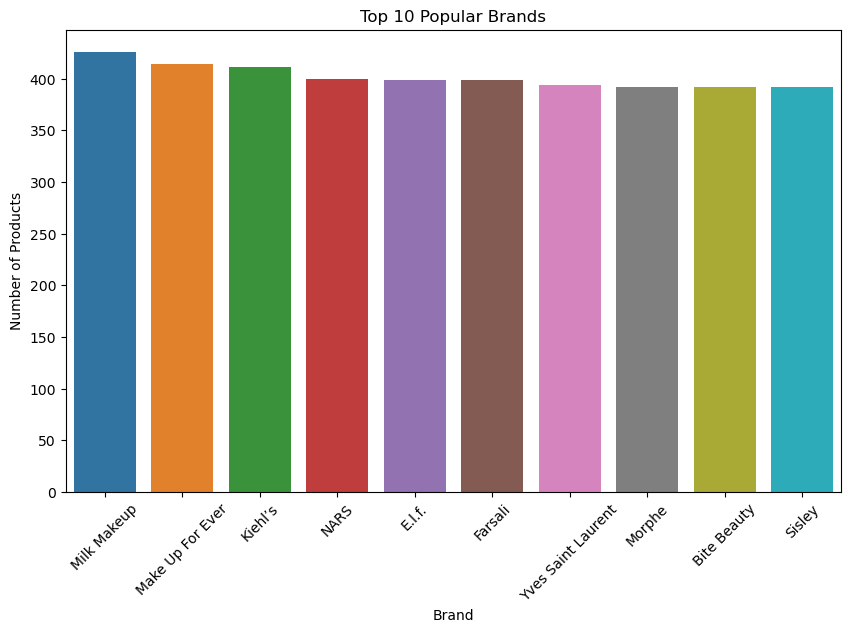 Top 10 Popular Brands
Number of Products
400
350
300
250
200
150
100
50
0
Milk Makeup
Make Up For Ever
Kiehl's
NARS
E.l.f.
Farsali
Yves Saint Laurent
Morphe
Bite Beauty
Sisley
Brand